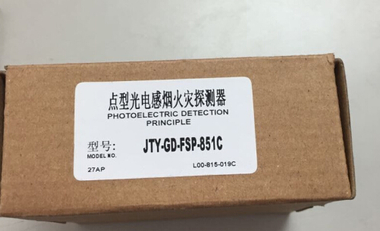 点型光电感烟火灾探测器
PHOTOELECTRIC DETECTION
PRINCIPLE
型号: JTY-GD-FSP-851C
MODEL NO.
27AP L00-815-019C